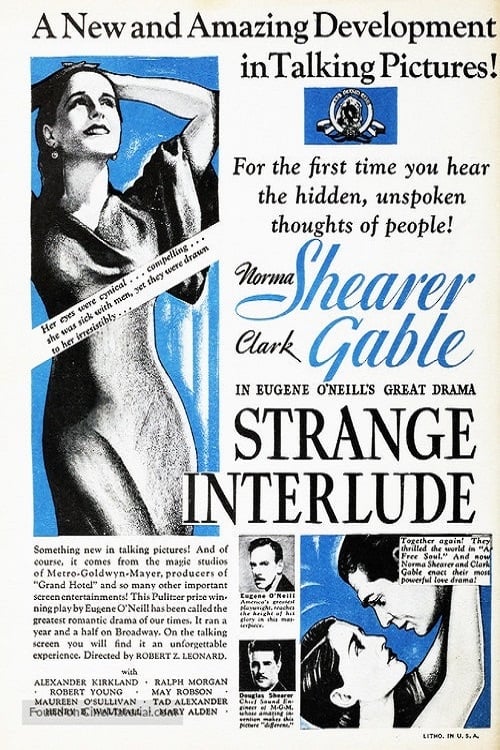 A New and Amazing Development
in Talking Pictures!
For the first time you hear
the hidden, unspoken
thoughts of people!
Her eyes were cynical . . . compelling . . .
she was sick with men, yet they were drawn
to her irresistibly . . .
Norma Shearer
Clark Gable
IN EUGENE O'NEILL'S GREAT DRAMA
STRANGE
INTERLUDE
Something new in talking pictures! And of
course, it comes from the magic studios
of Metro-Goldwyn-Mayer, producers of
"Grand Hotel" and so many other important
screen entertainments! This Pulitzer prize win-
ning play by Eugene O'Neill has been called the
greatest romantic drama of our times. It ran a
year and a half on Broadway. On the talking
screen you will find it an unforgettable
experience. Directed by ROBERT Z. LEONARD.
with
ALEXANDER KIRKLAND · RALPH MORGAN
· ROBERT YOUNG · MAY ROBSON ·
MAUREEN O'SULLIVAN · TAD ALEXANDER
HENRY B. WALTHALL · MARY ALDEN
Eugene O'Neill
America's greatest
playwright, reaches
the height of his
glory in this mas-
terpiece.
Douglas Shearer
Chief Sound En-
gineer of M-G-M,
whose amazing in-
vention makes this
picture "different."
Together again! They
thrilled the world in "A
Free Soul." And now
Norma Shearer and Clark
Gable enact their most
powerful love drama!
LITHO. IN U. S. A.